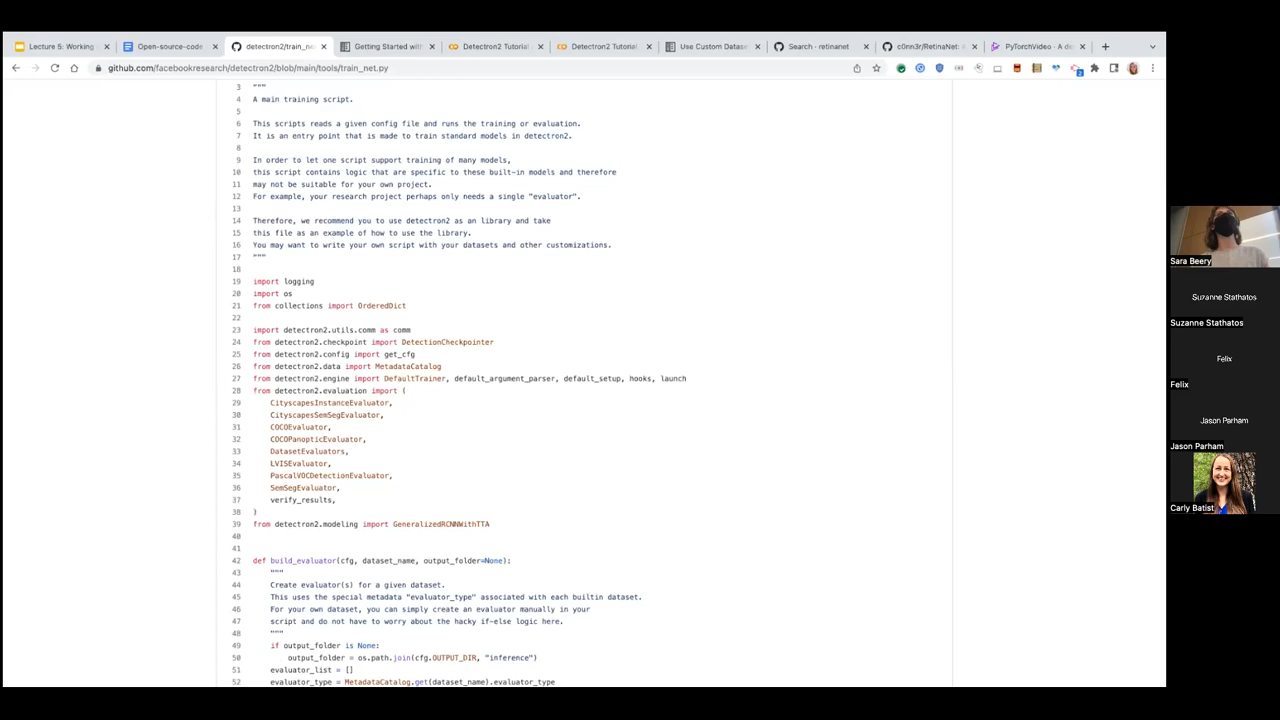 Lecture 5: Working
Open-source-code
detectron2/train_ne
Getting Started with
Detectron2 Tutorial
Detectron2 Tutorial
Use Custom Datase
Search · retinanet
c0nn3r/RetinaNet:
PyTorchVideo · A de
github.com/facebookresearch/detectron2/blob/main/tools/train_net.py
3 """
4 A main training script.
5
6 This scripts reads a given config file and runs the training or evaluation.
7 It is an entry point that is made to train standard models in detectron2.
8
9 In order to let one script support training of many models,
10 this script contains logic that are specific to these built-in models and therefore
11 may not be suitable for your own project.
12 For example, your research project perhaps only needs a single "evaluator".
13
14 Therefore, we recommend you to use detectron2 as an library and take
15 this file as an example of how to use the library.
16 You may want to write your own script with your datasets and other customizations.
17 """
18
19 import logging
20 import os
21 from collections import OrderedDict
22
23 import detectron2.utils.comm as comm
24 from detectron2.checkpoint import DetectionCheckpointer
25 from detectron2.config import get_cfg
26 from detectron2.data import MetadataCatalog
27 from detectron2.engine import DefaultTrainer, default_argument_parser, default_setup, hooks, launch
28 from detectron2.evaluation import (
29 CityscapesInstanceEvaluator,
30 CityscapesSemSegEvaluator,
31 COCOEvaluator,
32 COCOPanopticEvaluator,
33 DatasetEvaluators,
34 LVISEvaluator,
35 PascalVOCDetectionEvaluator,
36 SemSegEvaluator,
37 verify_results,
38 )
39 from detectron2.modeling import GeneralizedRCNNWithTTA
40
41
42 def build_evaluator(cfg, dataset_name, output_folder=None):
43 """
44 Create evaluator(s) for a given dataset.
45 This uses the special metadata "evaluator_type" associated with each builtin dataset.
46 For your own dataset, you can simply create an evaluator manually in your
47 script and do not have to worry about the hacky if-else logic here.
48 """
49 if output_folder is None:
50 output_folder = os.path.join(cfg.OUTPUT_DIR, "inference")
51 evaluator_list = []
52 evaluator_type = MetadataCatalog.get(dataset_name).evaluator_type
Sara Beery
Suzanne Stathatos
Suzanne Stathatos
Felix
Felix
Jason Parham
Jason Parham
Carly Batist